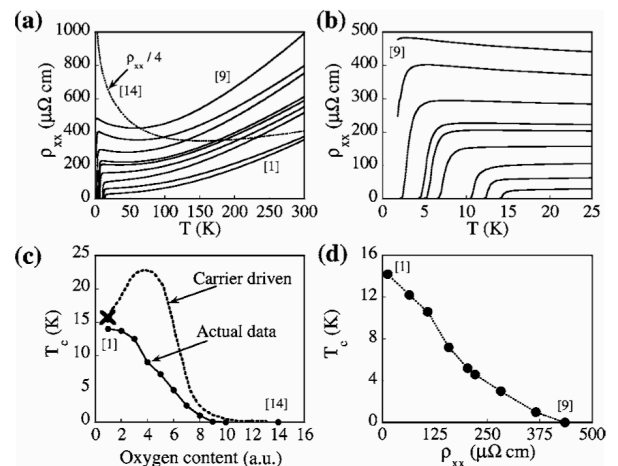 (a)
ρxx (μΩ cm)
1000
800
600
400
200
0
ρxx / 4
[14]
[9]
[1]
0 50 100 150 200 250 300
T (K)
(b)
ρxx (μΩ cm)
500
400
300
200
100
0
[9]
0 5 10 15 20 25
T (K)
(c)
Tc (K)
25
20
15
10
5
0
Carrier driven
Actual data
[1]
[14]
0 2 4 6 8 10 12 14 16
Oxygen content (a.u.)
(d)
Tc (K)
16
12
8
4
0
[1]
[9]
0 125 250 375 500
ρxx (μΩ cm)